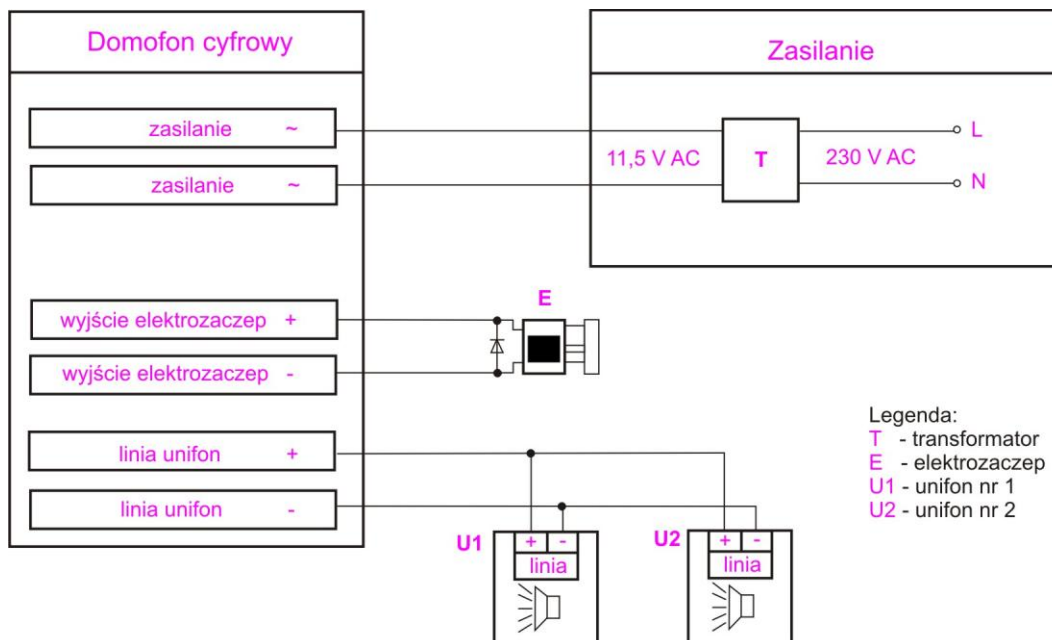 Domofon cyfrowy
zasilanie ~
zasilanie ~
wyjście elektrozaczep +
wyjście elektrozaczep -
linia unifon +
linia unifon -
Zasilanie
11,5 V AC
T
230 V AC
L
N
E
U1
+ -
linia
U2
+ -
linia
Legenda:
T - transformator
E - elektrozaczep
U1 - unifon nr 1
U2 - unifon nr 2